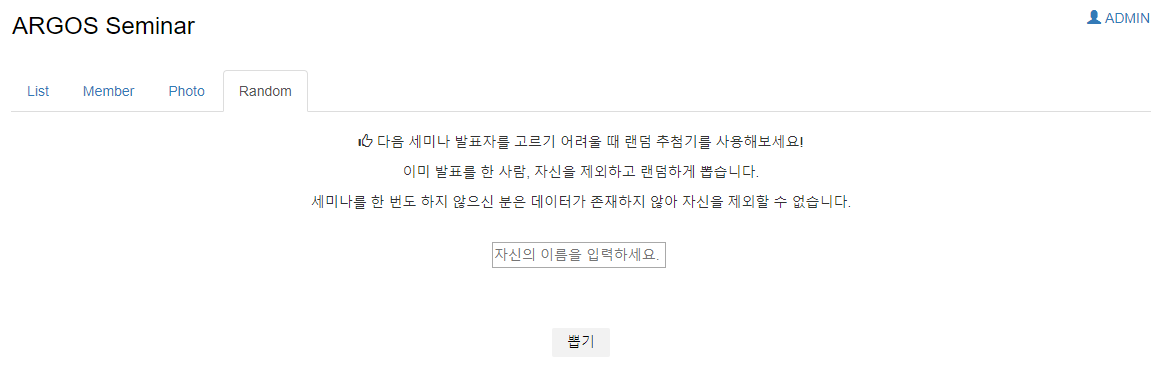 ARGOS Seminar
ADMIN
List Member Photo Random
다음 세미나 발표자를 고르기 어려울 때 랜덤 추첨기를 사용해보세요!
이미 발표를 한 사람, 자신을 제외하고 랜덤하게 뽑습니다.
세미나를 한 번도 하지 않으신 분은 데이터가 존재하지 않아 자신을 제외할 수 없습니다.
자신의 이름을 입력하세요.
뽑기